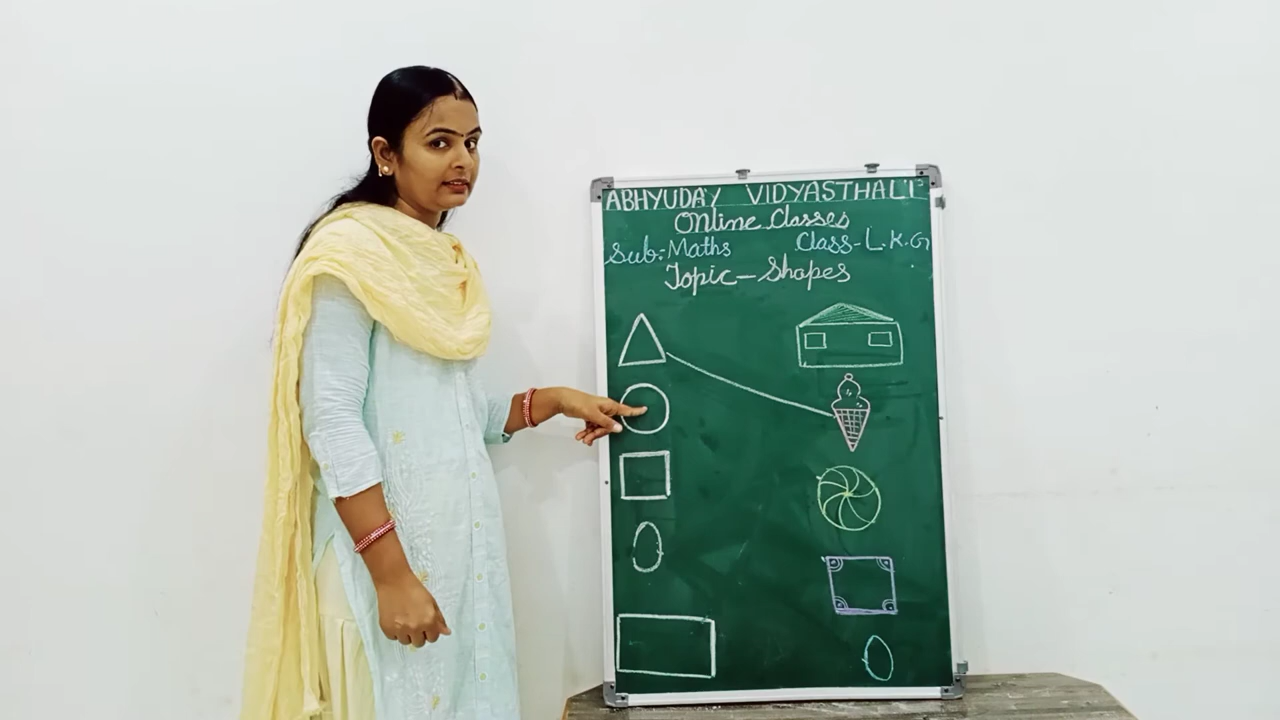 ABHYUDAY VIDYASTHALI
Online Classes
Sub:- Maths Class- L.K.G
Topic - Shapes